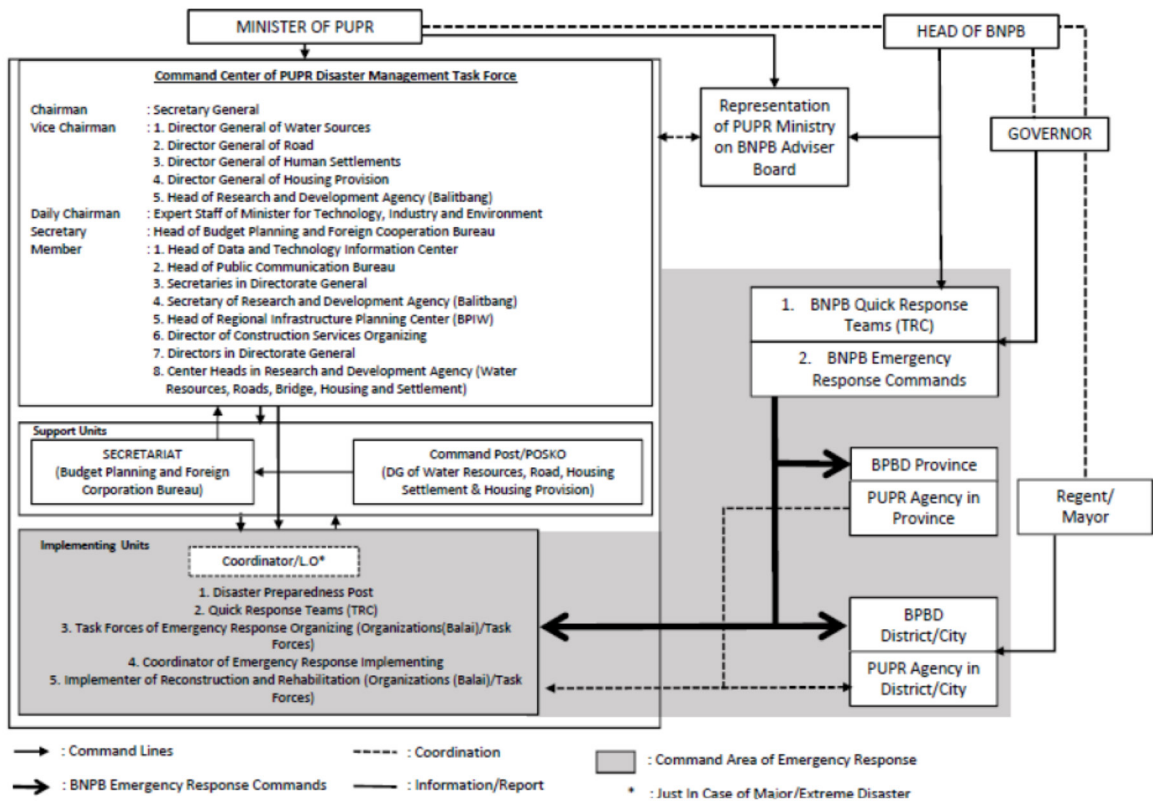 MINISTER OF PUPR
HEAD OF BNPB
Command Center of PUPR Disaster Management Task Force
Chairman : Secretary General
Vice Chairman : 1. Director General of Water Sources
2. Director General of Road
3. Director General of Human Settlements
4. Director General of Housing Provision
5. Head of Research and Development Agency (Balitbang)
Daily Chairman : Expert Staff of Minister for Technology, Industry and Environment
Secretary : Head of Budget Planning and Foreign Cooperation Bureau
Member : 1. Head of Data and Technology Information Center
2. Head of Public Communication Bureau
3. Secretaries in Directorate General
4. Secretary of Research and Development Agency (Balitbang)
5. Head of Regional Infrastructure Planning Center (BPIW)
6. Director of Construction Services Organizing
7. Directors in Directorate General
8. Center Heads in Research and Development Agency (Water
Resources, Roads, Bridge, Housing and Settlement)
Representation
of PUPR Ministry
on BNPB Adviser
Board
GOVERNOR
1. BNPB Quick Response
Teams (TRC)
2. BNPB Emergency
Response Commands
Support Units
SECRETARIAT
(Budget Planning and Foreign
Corporation Bureau)
Command Post/POSKO
(DG of Water Resources, Road, Housing
Settlement & Housing Provision)
BPBD Province
PUPR Agency in
Province
Regent/
Mayor
Implementing Units
Coordinator/L.O*
1. Disaster Preparedness Post
2. Quick Response Teams (TRC)
3. Task Forces of Emergency Response Organizing (Organizations(Balai)/Task
Forces)
4. Coordinator of Emergency Response Implementing
5. Implementer of Reconstruction and Rehabilitation (Organizations (Balai)/Task
Forces)
BPBD
District/City
PUPR Agency in
District/City
: Command Lines
: Coordination
: Command Area of Emergency Response
: BNPB Emergency Response Commands
: Information/Report
* : Just In Case of Major/Extreme Disaster